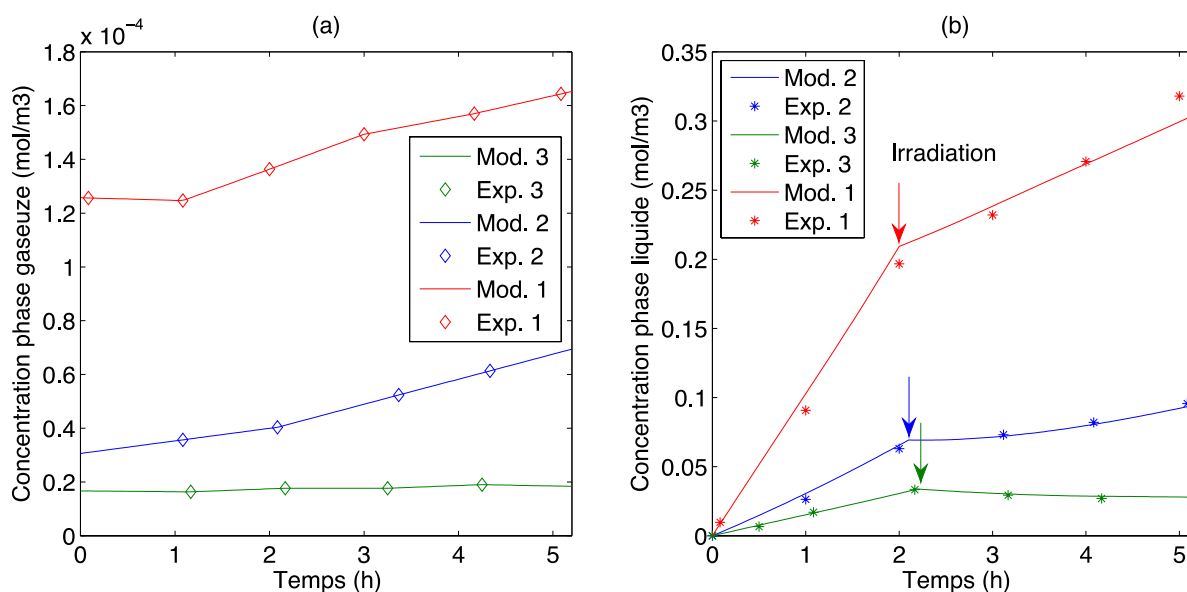 (a)
x 10⁻⁴
Concentration phase gaseuze (mol/m3)
1.8
1.6
1.4
1.2
1
0.8
0.6
0.4
0.2
0
0 1 2 3 4 5
Temps (h)
Mod. 3
Exp. 3
Mod. 2
Exp. 2
Mod. 1
Exp. 1
(b)
Concentration phase liquide (mol/m3)
0.35
0.3
0.25
0.2
0.15
0.1
0.05
0
0 1 2 3 4 5
Temps (h)
Mod. 2
Exp. 2
Mod. 3
Exp. 3
Mod. 1
Exp. 1
Irradiation